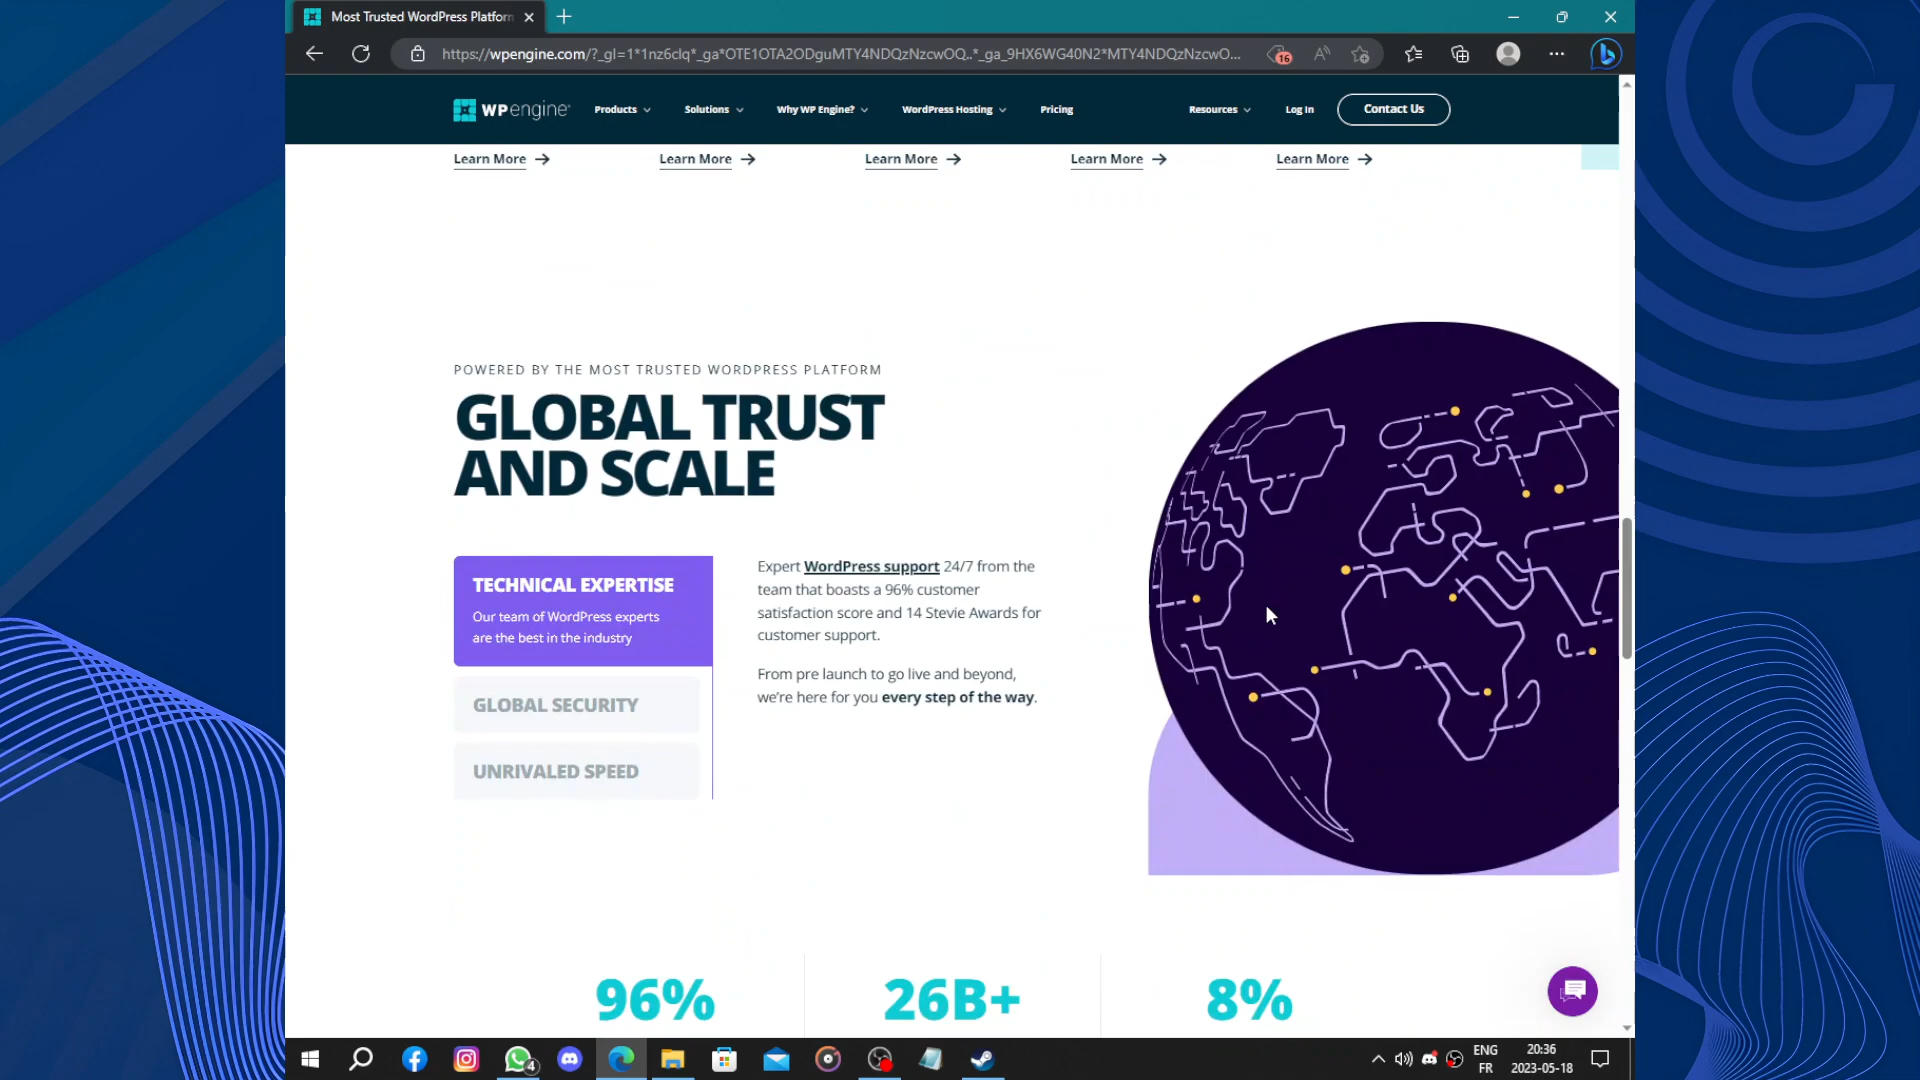 Most Trusted WordPress Platform
https://wpengine.com/?_gl=1*1nz6clq*_ga*OTE1OTA2ODguMTY4NDQzNzcwOQ..*_ga_9HX6WG40N2*MTY4NDQzNzcwO...
16
WPengine
Products
Solutions
Why WP Engine?
WordPress Hosting
Pricing
Resources
Log In
Contact Us
Learn More
Learn More
Learn More
Learn More
Learn More
POWERED BY THE MOST TRUSTED WORDPRESS PLATFORM
GLOBAL TRUST
AND SCALE
TECHNICAL EXPERTISE
Our team of WordPress experts
are the best in the industry
GLOBAL SECURITY
UNRIVALED SPEED
Expert WordPress support 24/7 from the
team that boasts a 96% customer
satisfaction score and 14 Stevie Awards for
customer support.
From pre launch to go live and beyond,
we're here for you every step of the way.
96%
26B+
8%
4
ENG
FR
20:36
2023-05-18